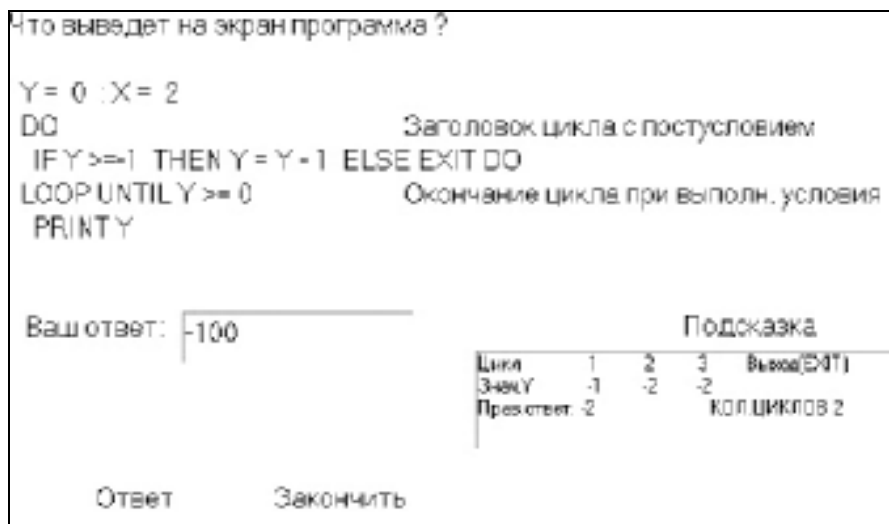 Что выведет на экран программа ?
Y = 0 : X = 2
DO Заголовок цикла с постусловием
IF Y >=-1 THEN Y = Y - 1 ELSE EXIT DO
LOOP UNTIL Y >= 0 Окончание цикла при выполн. условия
PRINT Y
Ваш ответ: -100
Подсказка
Цикл 1 2 3 Выход(EXIT)
Знач.Y -1 -2 -2
Прав.ответ: -2 КОЛ.ЦИКЛОВ 2
Ответ Закончить